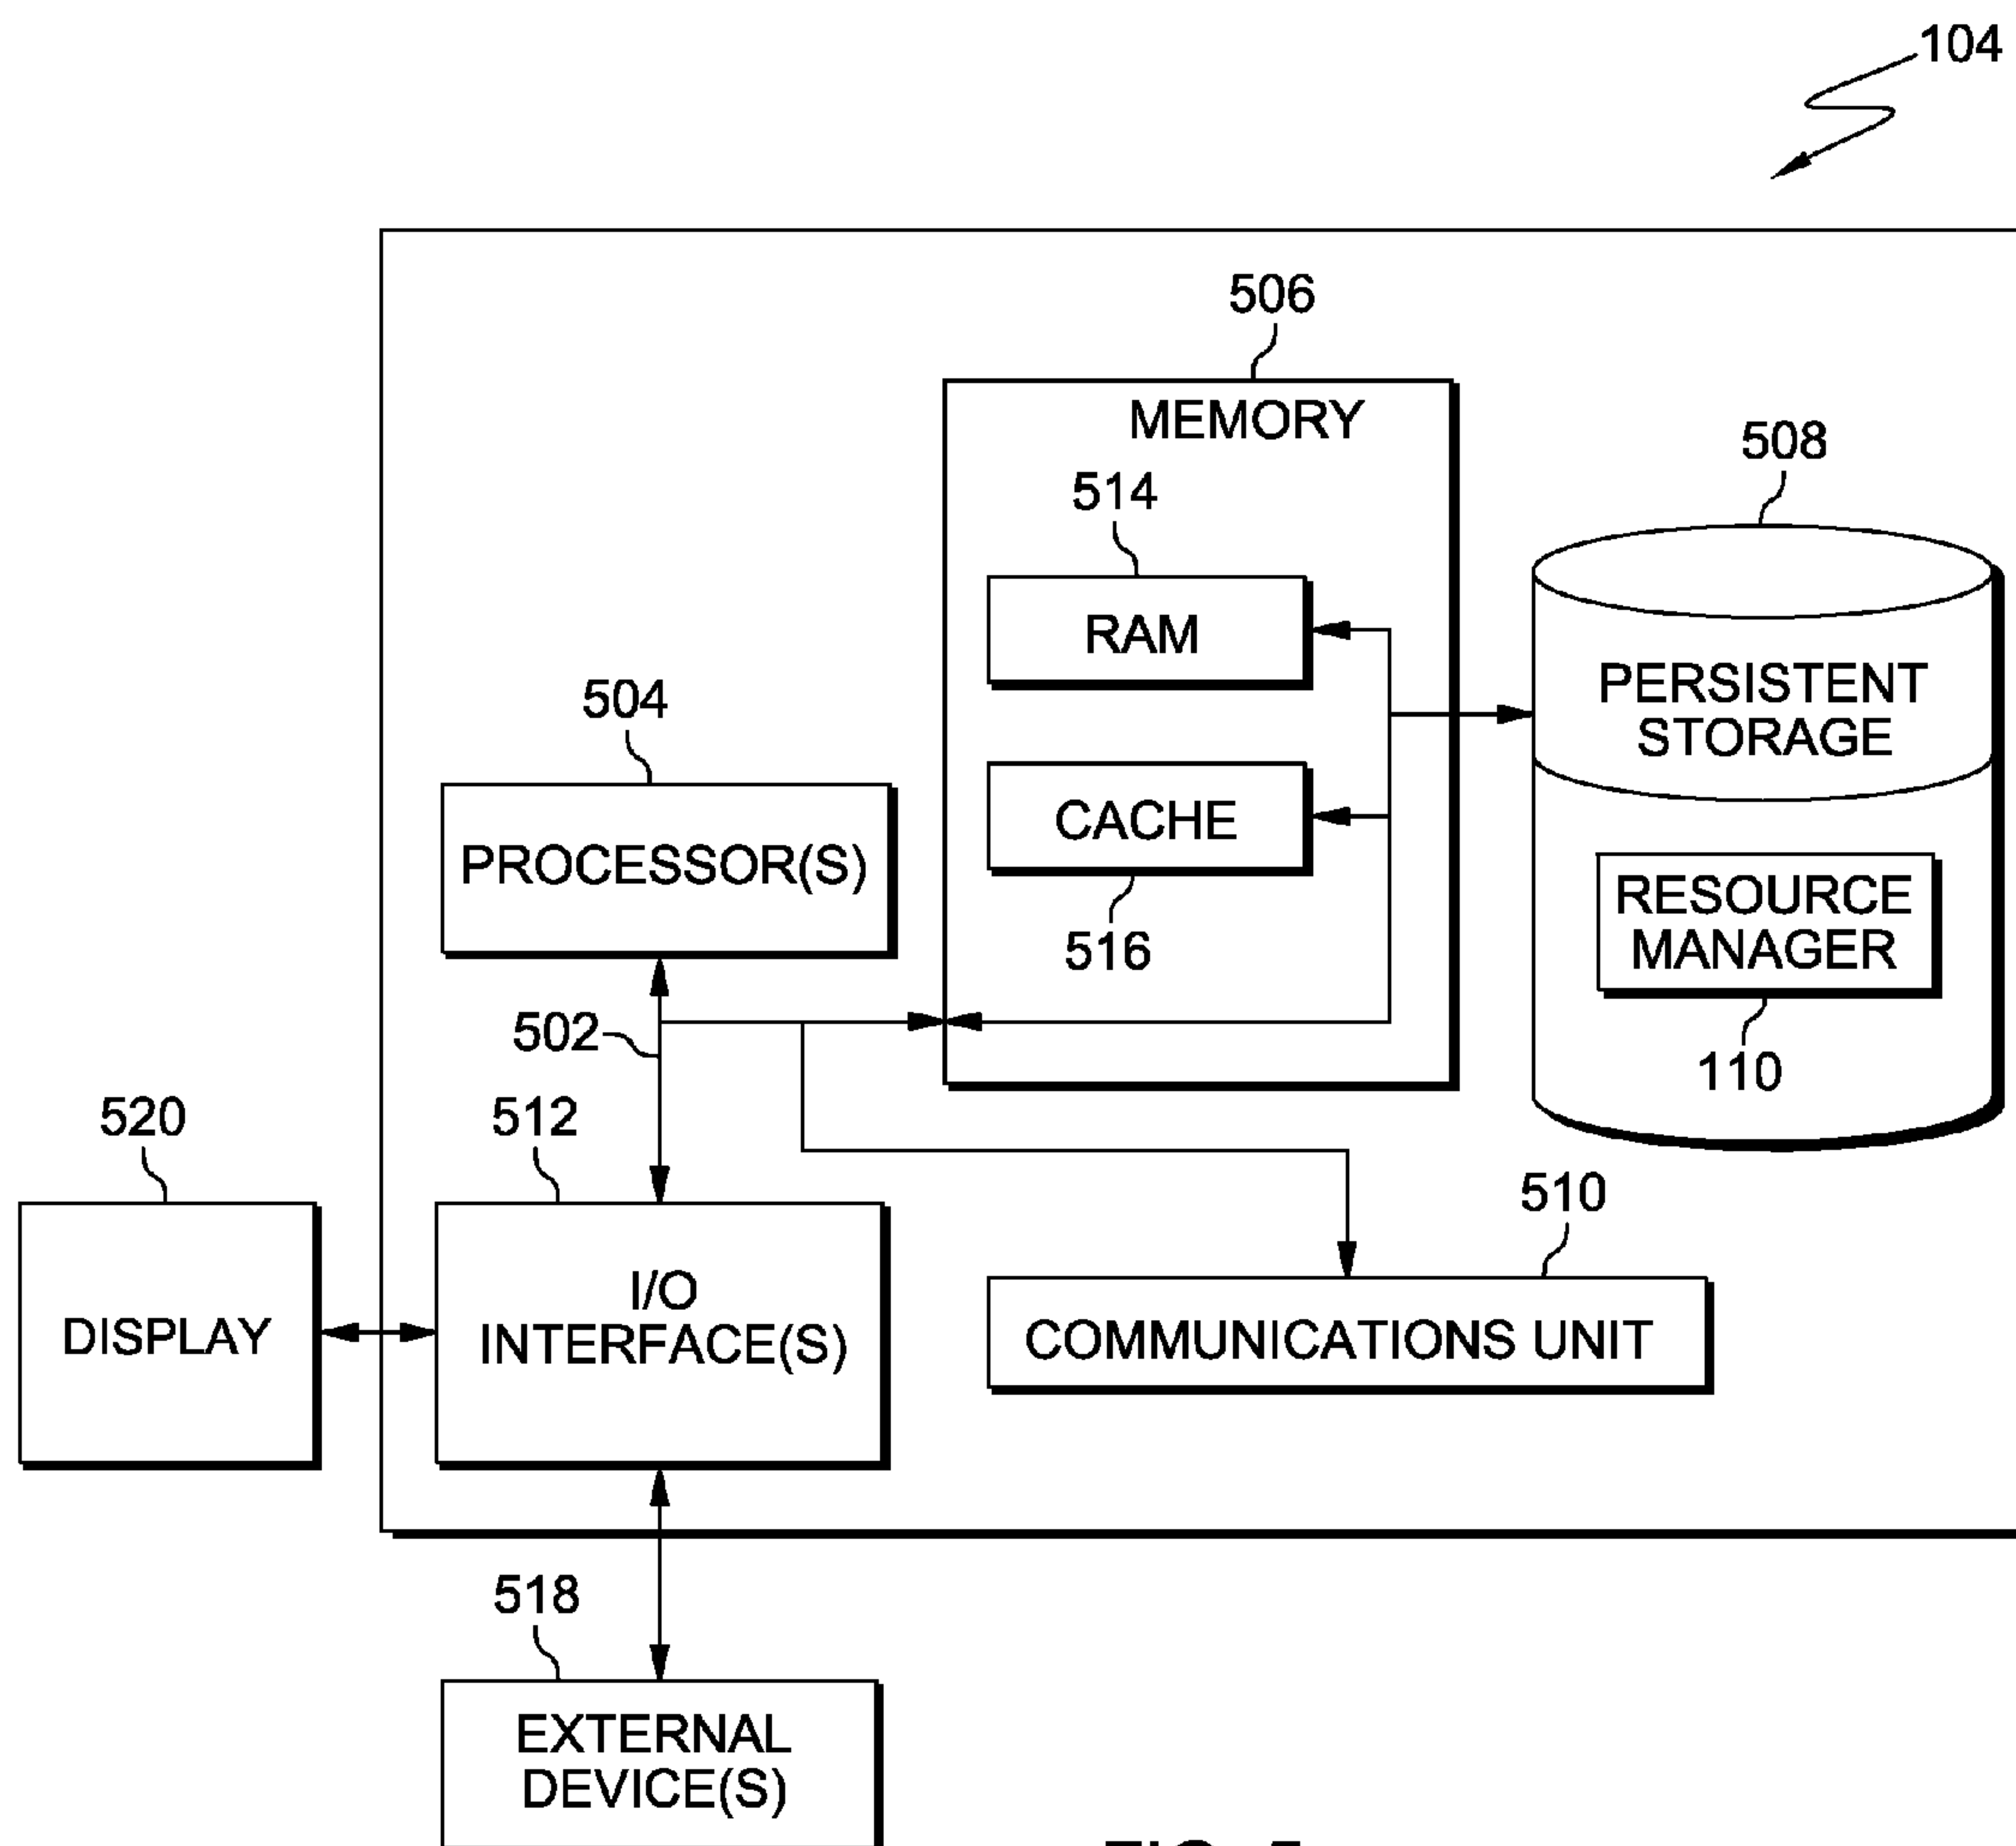 104
506
MEMORY
508
514
RAM
PERSISTENT
STORAGE
504
CACHE
PROCESSOR(S)
RESOURCE
MANAGER
516
502
110
520
512
510
I/O
INTERFACE(S)
DISPLAY
COMMUNICATIONS UNIT
518
EXTERNAL
DEVICE(S)